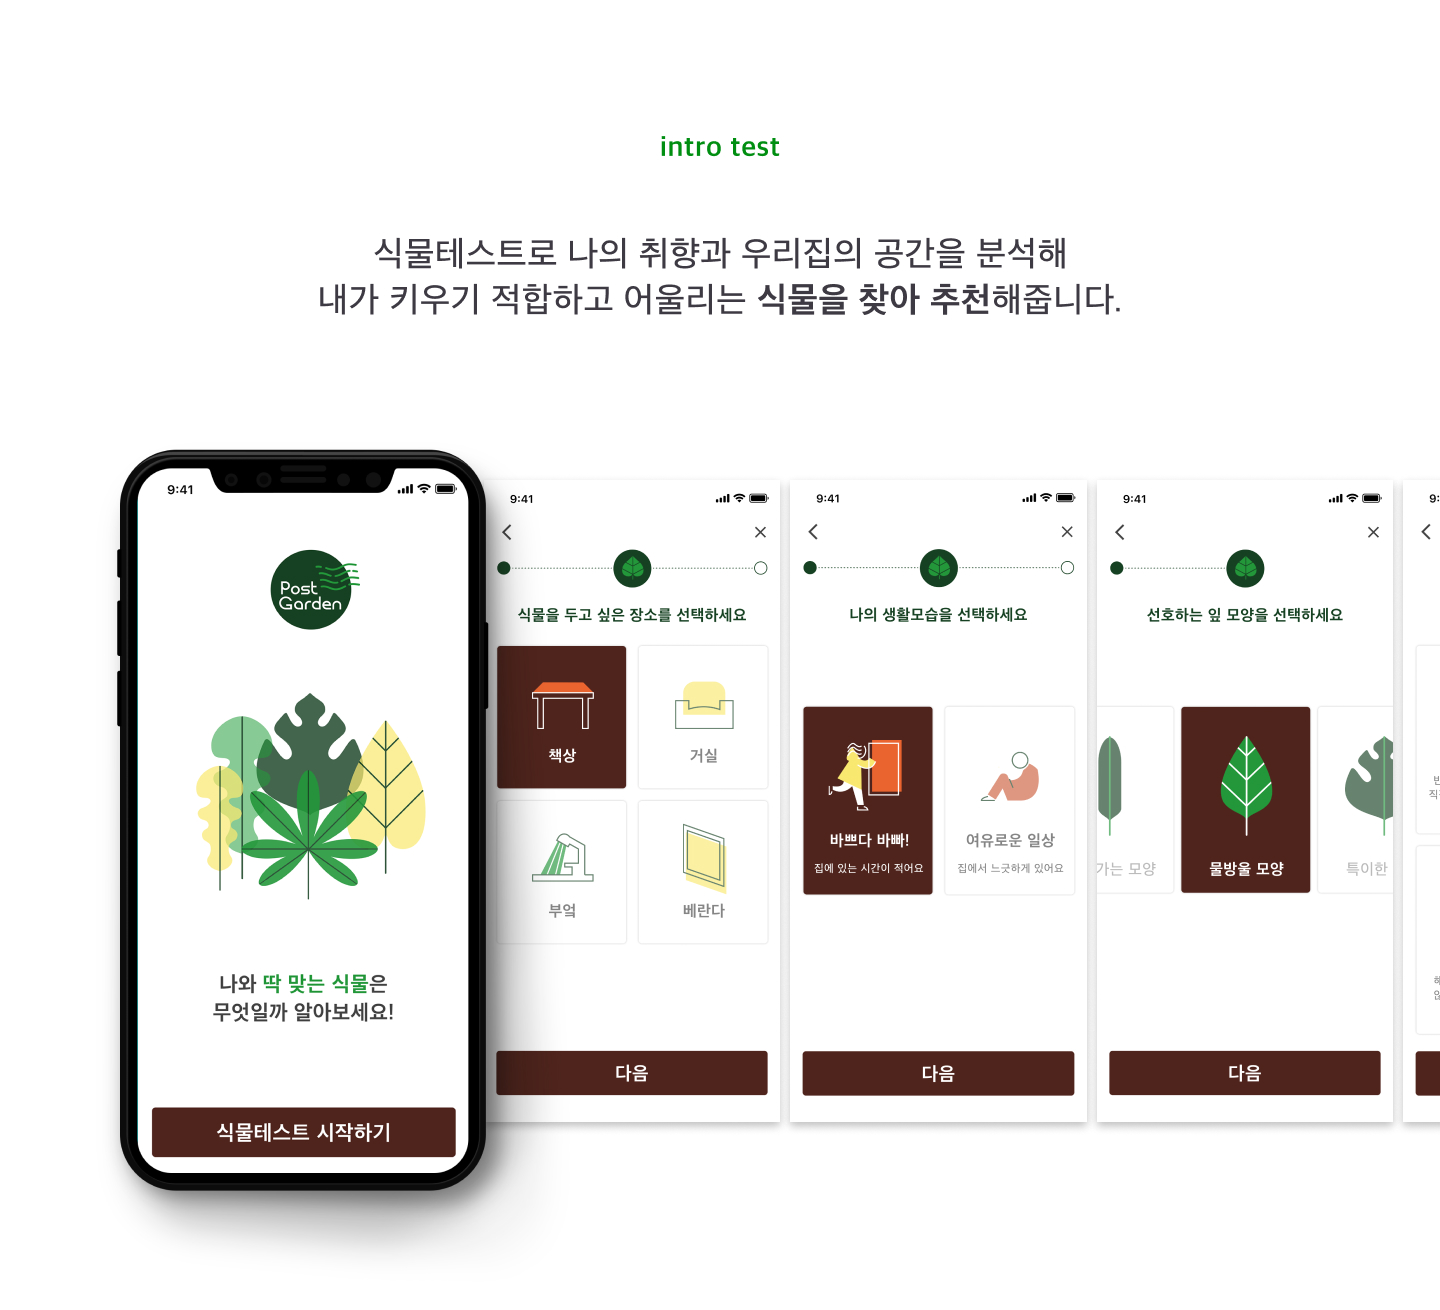 intro test
식물테스트로 나의 취향과 우리집의 공간을 분석해
내가 키우기 적합하고 어울리는 식물을 찾아 추천해줍니다.
9:41
Post
Garden
나와 딱 맞는 식물은
무엇일까 알아보세요!
식물테스트 시작하기
9:41
식물을 두고 싶은 장소를 선택하세요
책상
거실
부엌
베란다
다음
9:41
나의 생활모습을 선택하세요
바쁘다 바빠!
집에 있는 시간이 적어요
여유로운 일상
집에서 느긋하게 있어요
다음
9:41
선호하는 잎 모양을 선택하세요
가는 모양
물방울 모양
특이한
다음
9: